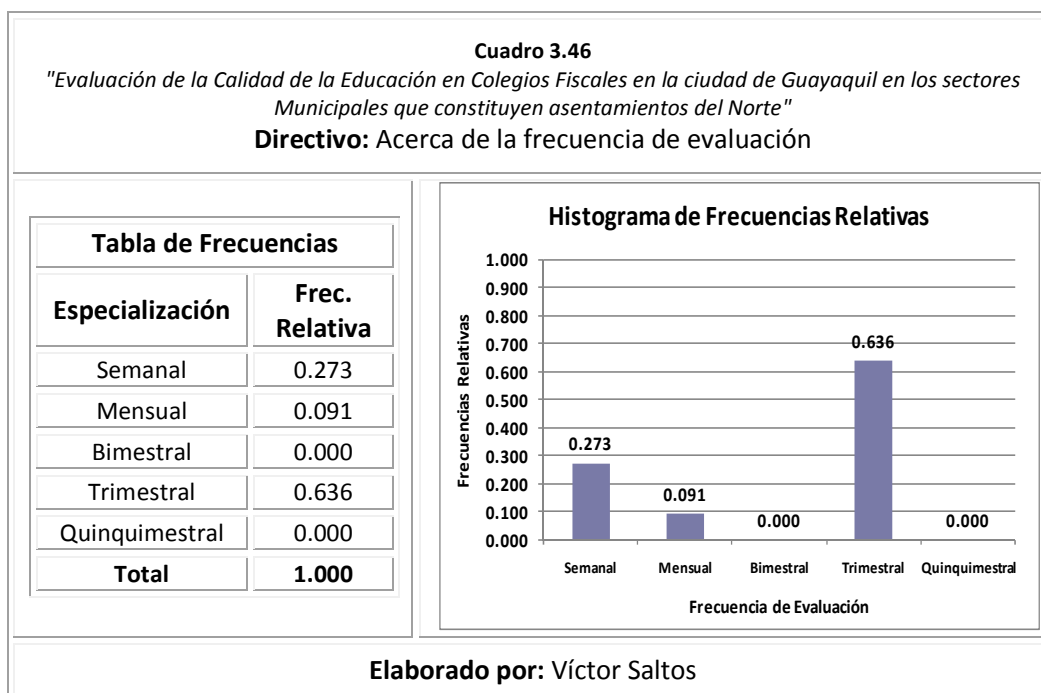 Cuadro 3.46
"Evaluación de la Calidad de la Educación en Colegios Fiscales en la ciudad de Guayaquil en los sectores
Municipales que constituyen asentamientos del Norte"
Directivo: Acerca de la frecuencia de evaluación
Tabla de Frecuencias
Especialización Frec. Relativa
Semanal 0.273
Mensual 0.091
Bimestral 0.000
Trimestral 0.636
Quinquimestral 0.000
Total 1.000
Histograma de Frecuencias Relativas
Frecuencias Relativas
1.000
0.900
0.800
0.700
0.600
0.500
0.400
0.300
0.200
0.100
0.000
0.273
0.091
0.000
0.636
0.000
Semanal Mensual Bimestral Trimestral Quinquimestral
Frecuencia de Evaluación
Elaborado por: Víctor Saltos